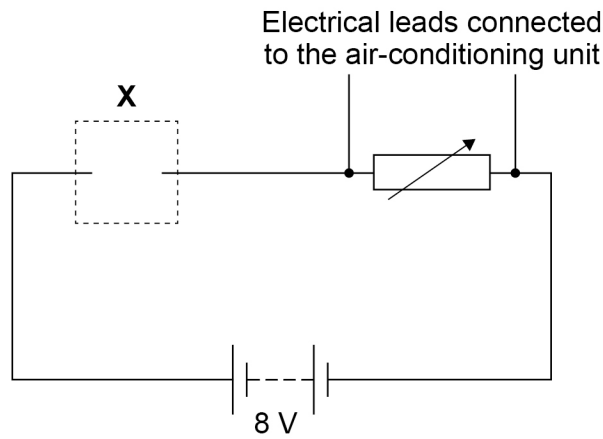 Electrical leads connected
to the air-conditioning unit
X
8 V